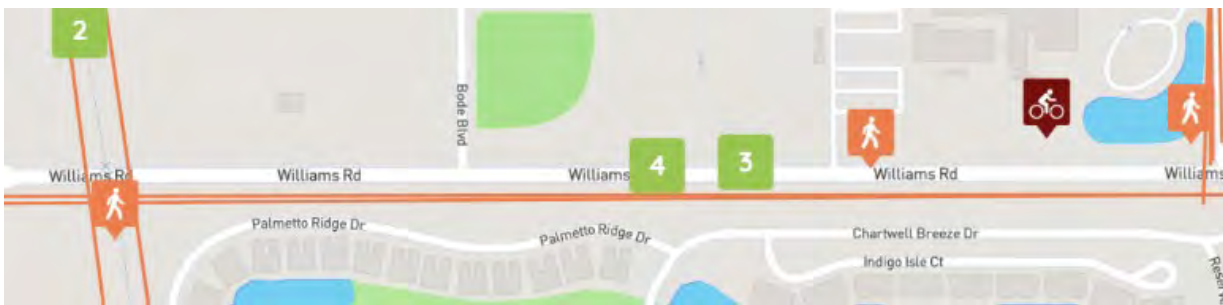 2
Bode Blvd
4
3
Williams Rd
Williams Rd
Williams
Williams Rd
Williams
Palmetto Ridge Dr
Palmetto Ridge Dr
Chartwell Breeze Dr
Indigo Isle Ct